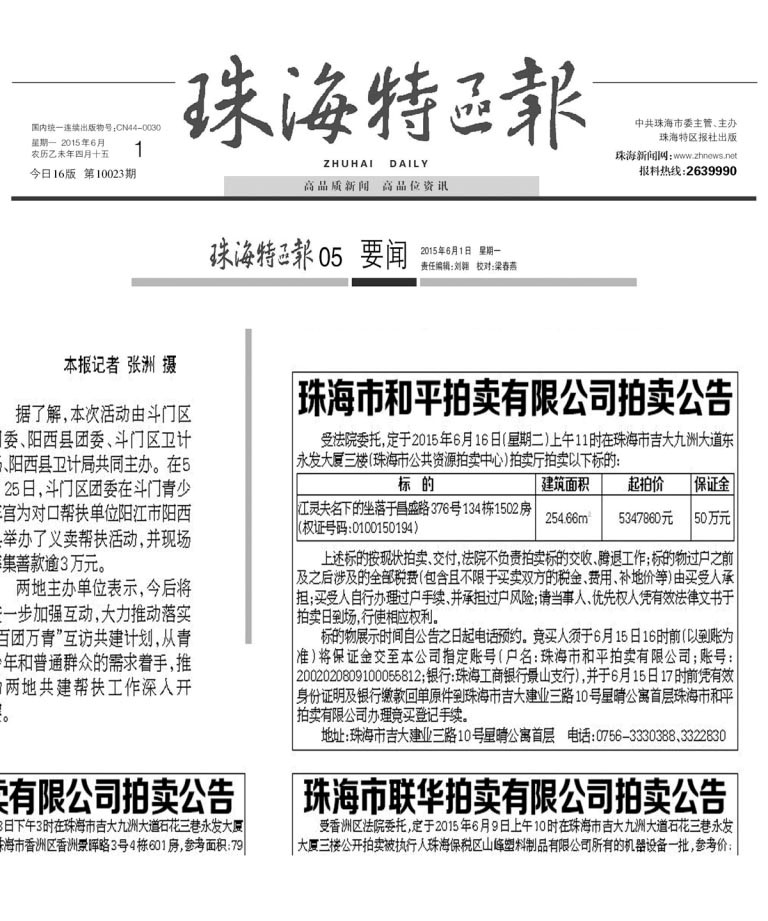 珠海特区報
ZHUHAI DAILY
高品质新闻 高品位资讯
国内统一连续出版物号:CN44-0030
星期一 2015年6月
农历乙未年四月十五
1
今日16版 第10023期
中共珠海市委主管、主办
珠海特区报社出版
珠海新闻网:www.zhnews.net
报料热线:2639990
珠海特区報 05 要闻
2015年6月1日 星期一
责任编辑:刘翱 校对:梁春燕
本报记者 张洲 摄
据了解,本次活动由斗门区
团委、阳西县团委、斗门区卫计
、阳西县卫计局共同主办。在5
25日,斗门区团委在斗门青少
年宫为对口帮扶单位阳江市阳西
举办了义卖帮扶活动,并现场
集善款逾3万元。
两地主办单位表示,今后将
进一步加强互动,大力推动落实
“百团万青”互访共建计划,从青
少年和普通群众的需求着手,推
动两地共建帮扶工作深入开
展。
珠海市和平拍卖有限公司拍卖公告
受法院委托,定于2015年6月16日(星期二)上午11时在珠海市吉大九洲大道东
永发大厦三楼(珠海市公共资源拍卖中心)拍卖厅拍卖以下标的:
标 的 建筑面积 起拍价 保证金
江灵夫名下的坐落于昌盛路376号134栋1502房
(权证号码:0100150194) 254.66㎡ 5347860元 50万元
上述标的按现状拍卖、交付,法院不负责拍卖标的交收、腾退工作;标的物过户之前
及之后涉及的全部税费(包含且不限于买卖双方的税金、费用、补地价等)由买受人承
担;买受人自行办理过户手续、并承担过户风险;请当事人、优先权人凭有效法律文书于
拍卖日到场,行使相应权利。
标的物展示时间自公告之日起电话预约。竞买人须于6月15日16时前(以到账为
准)将保证金交至本公司指定账号(户名:珠海市和平拍卖有限公司;账号:
2002020809100055812;银行:珠海工商银行景山支行),并于6月15日17时前凭有效
身份证明及银行缴款回单原件到珠海市吉大建业三路10号星晴公寓首层珠海市和平
拍卖有限公司办理竞买登记手续。
地址:珠海市吉大建业三路10号星晴公寓首层 电话:0756-3330388、3322830
卖有限公司拍卖公告
8日下午3时在珠海市吉大九洲大道石花三巷永发大厦
珠海市香洲区香洲景晖路3号4栋601房,参考面积:79
珠海市联华拍卖有限公司拍卖公告
受香洲区法院委托,定于2015年6月9日上午10时在珠海市吉大九洲大道石花三巷永发
大厦三楼公开拍卖被执行人珠海保税区山峰塑料制品有限公司所有的机器设备一批,参考价: